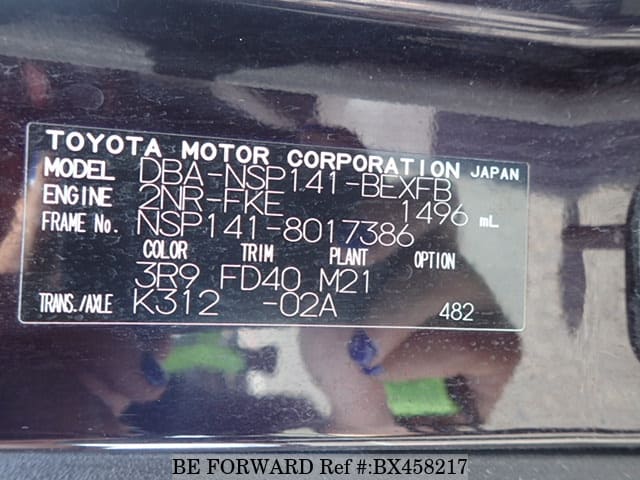 TOYOTA MOTOR CORPORATION JAPAN
MODEL DBA-NSP141-BEXFB
ENGINE 2NR-FKE 1496 mL
FRAME No. NSP141-8017386
COLOR TRIM PLANT OPTION
3R9 FD40 M21
TRANS./AXLE K312 -02A 482
BE FORWARD Ref #:BX458217